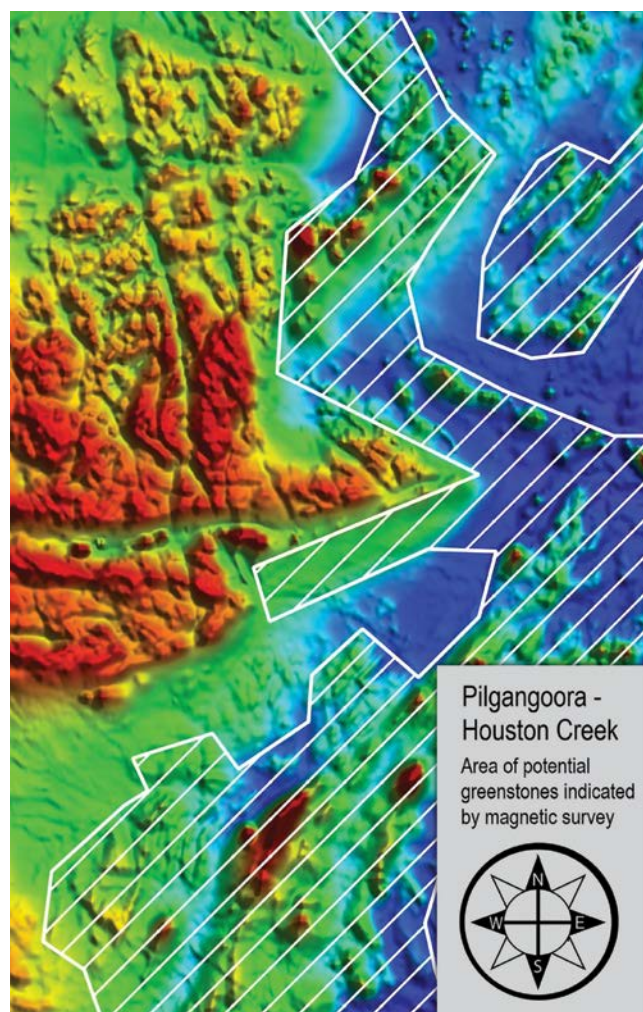 Pilgangoora -
Houston Creek
Area of potential
greenstones indicated
by magnetic survey
N
W E
S